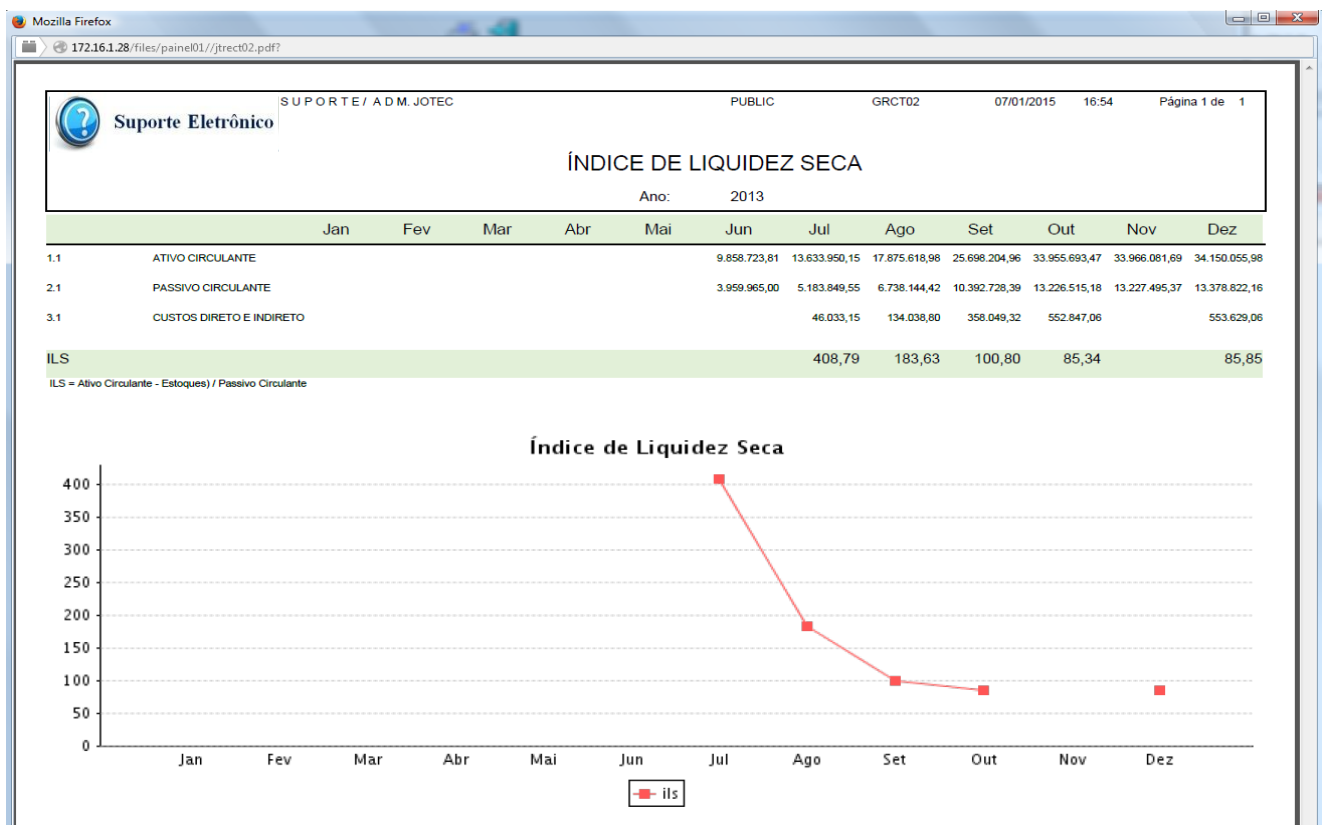 Mozilla Firefox
172.16.1.28/files/painel01//jtrect02.pdf?
Suporte Eletrônico
S U P O R T E / A D M. JOTEC PUBLIC GRCT02 07/01/2015 16:54 Página 1 de 1
ÍNDICE DE LIQUIDEZ SECA
Ano: 2013
Jan Fev Mar Abr Mai Jun Jul Ago Set Out Nov Dez
1.1 ATIVO CIRCULANTE 9.858.723,81 13.633.950,15 17.875.618,98 25.698.204,96 33.955.693,47 33.966.081,69 34.150.055,98
2.1 PASSIVO CIRCULANTE 3.959.965,00 5.183.849,55 6.738.144,42 10.392.728,39 13.226.515,18 13.227.495,37 13.378.822,16
3.1 CUSTOS DIRETO E INDIRETO 46.033,15 134.038,80 358.049,32 552.847,06 553.629,06
ILS 408,79 183,63 100,80 85,34 85,85
ILS = Ativo Circulante - Estoques) / Passivo Circulante
Índice de Liquidez Seca
400
350
300
250
200
150
100
50
0
Jan Fev Mar Abr Mai Jun Jul Ago Set Out Nov Dez
ils